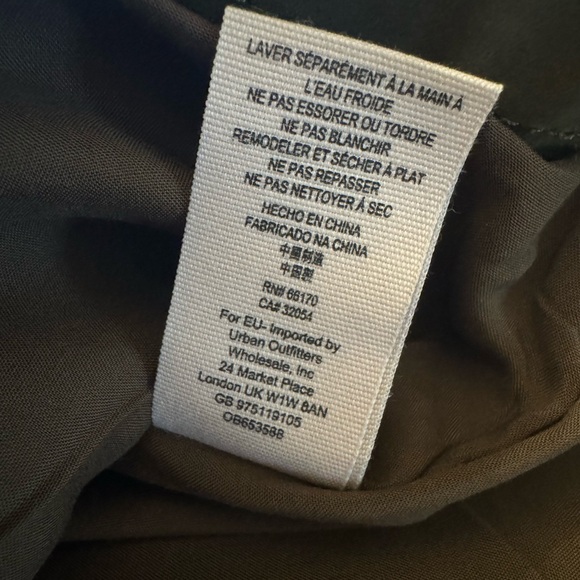 LAVER SÉPARÉMENT À LA MAIN À
L'EAU FROIDE
NE PAS ESSORER OU TORDRE
NE PAS BLANCHIR
REMODELER ET SÉCHER À PLAT
NE PAS REPASSER
NE PAS NETTOYER À SEC
HECHO EN CHINA
FABRICADO NA CHINA
中國製造
中国製
RN# 66170
CA# 32054
For EU- Imported by
Urban Outfitters
Wholesale, Inc
24 Market Place
London UK W1W 8AN
GB 975119105
OB653568